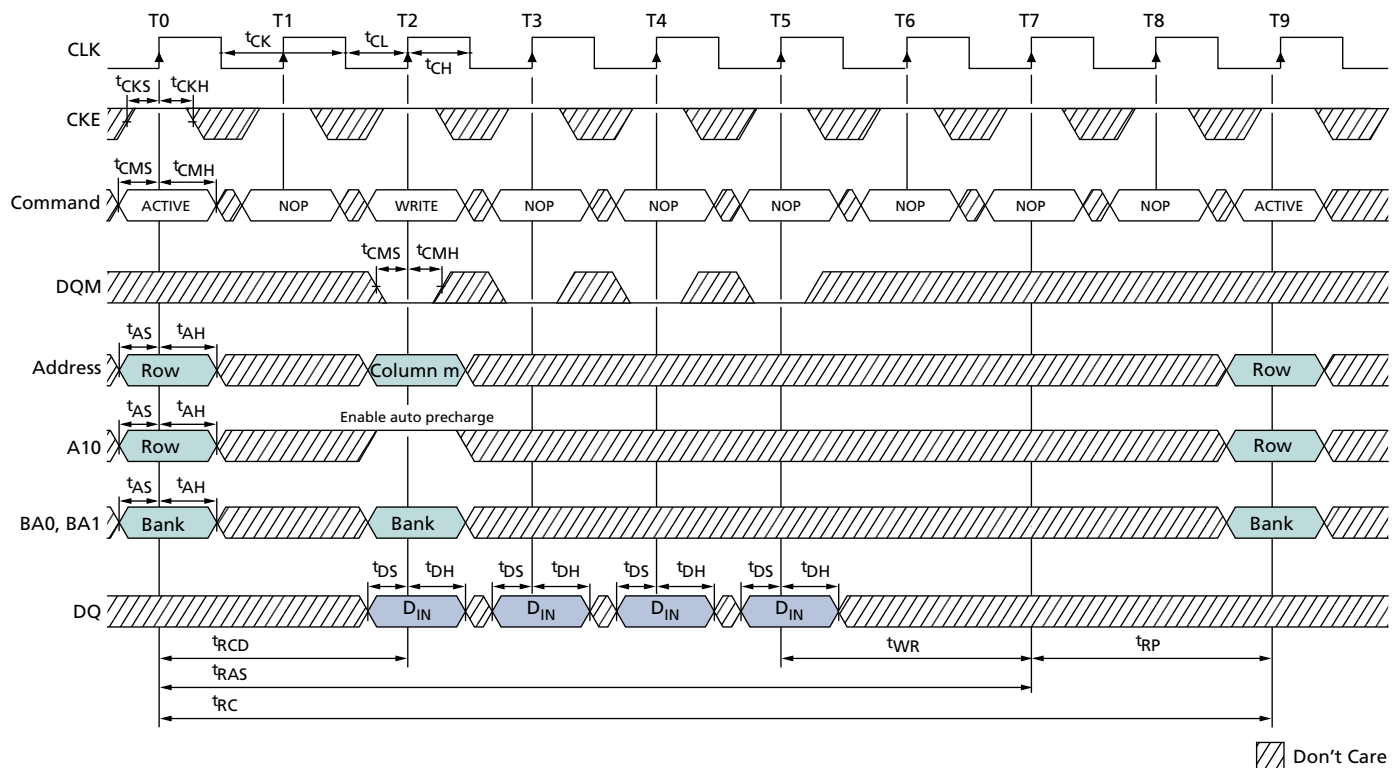 T0 T1 T2 T3 T4 T5 T6 T7 T8 T9
CLK
tCK tCL
tCH
tCKS tCKH
CKE
tCMS tCMH
Command ACTIVE NOP WRITE NOP NOP NOP NOP NOP NOP ACTIVE
tCMS tCMH
DQM
tAS tAH
Address Row Column m Row
tAS tAH Enable auto precharge
A10 Row Row
tAS tAH
BA0, BA1 Bank Bank Bank
tDS tDH tDS tDH tDS tDH tDS tDH
DQ DIN DIN DIN DIN
tRCD tWR tRP
tRAS
tRC
Don't Care